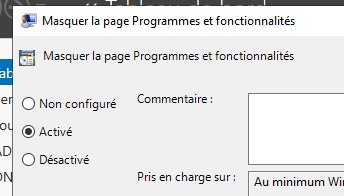 Masquer la page Programmes et fonctionnalités
Masquer la page Programmes et fonctionnalités
Non configuré
Commentaire :
Activé
Désactivé
Pris en charge sur :
Au minimum Win